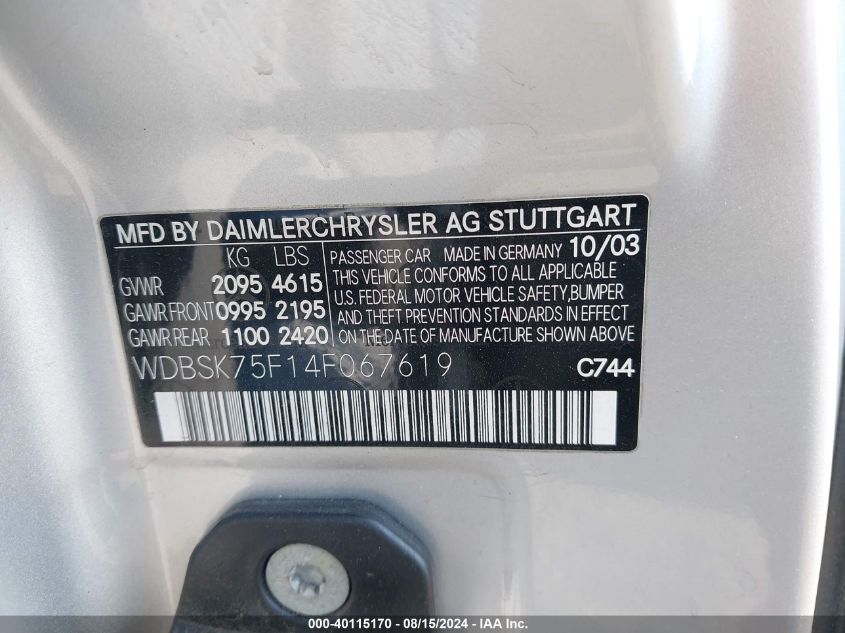 MFD BY DAIMLERCHRYSLER AG STUTTGART
KG LBS
GVWR 2095 4615
GAWR FRONT 0995 2195
GAWR REAR 1100 2420
PASSENGER CAR MADE IN GERMANY 10/03
THIS VEHICLE CONFORMS TO ALL APPLICABLE
U.S. FEDERAL MOTOR VEHICLE SAFETY,BUMPER
AND THEFT PREVENTION STANDARDS IN EFFECT
ON THE DATE OF MANUFACTURE SHOWN ABOVE
WDBSK75F14F067619 C744
000-40115170 - 08/15/2024 - IAA Inc.